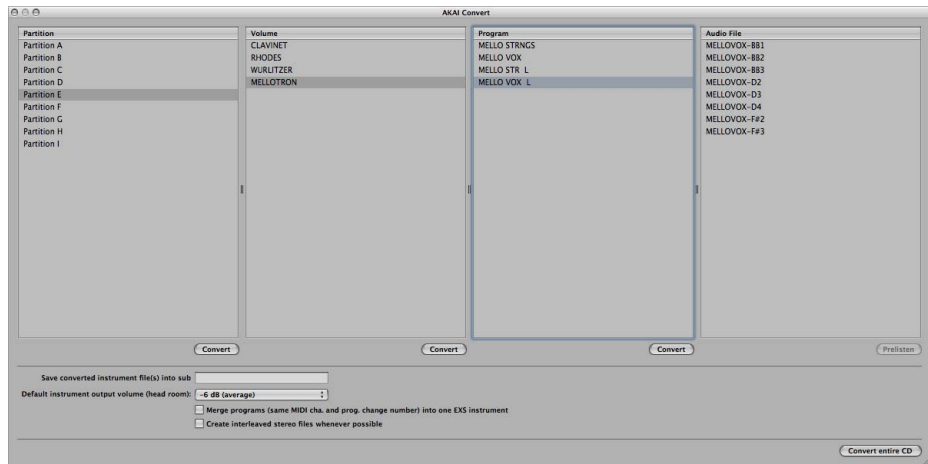 AKAI Convert
Partition
Partition A
Partition B
Partition C
Partition D
Partition E
Partition F
Partition G
Partition H
Partition I
Volume
CLAVINET
RHODES
WURLITZER
MELLOTRON
Program
MELLO STRNGS
MELLO VOX
MELLO STR L
MELLO VOX L
Audio File
MELLOVOX-BB1
MELLOVOX-BB2
MELLOVOX-BB3
MELLOVOX-D2
MELLOVOX-D3
MELLOVOX-D4
MELLOVOX-F#2
MELLOVOX-F#3
Convert
Convert
Convert
Prelisten
Save converted instrument file(s) into sub
Default instrument output volume (head room): -6 dB (average)
Merge programs (same MIDI cha. and prog. change number) into one EXS instrument
Create interleaved stereo files whenever possible
Convert entire CD